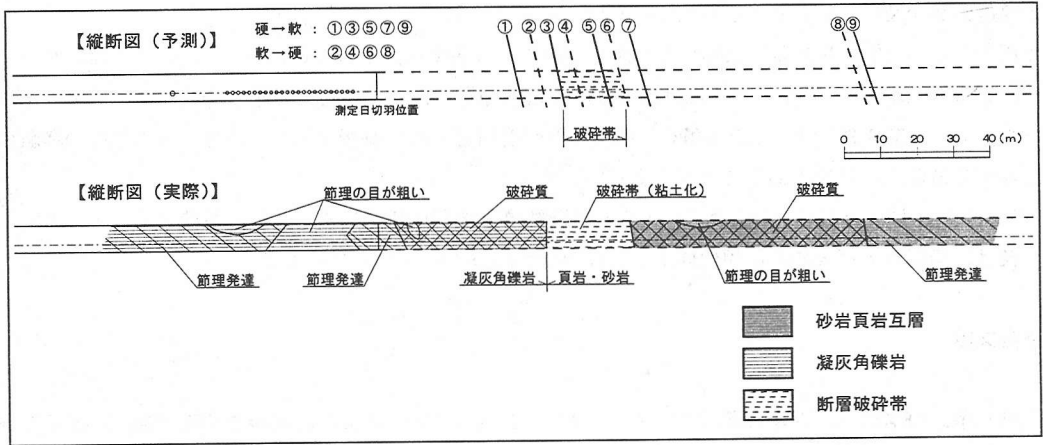 【縦断図（予測）】
硬→軟 : ①③⑤⑦⑨
軟→硬 : ②④⑥⑧
① ② ③ ④ ⑤ ⑥ ⑦ ⑧ ⑨
測定日切羽位置
破砕帯
0 10 20 30 40 (m)
【縦断図（実際）】
節理の目が粗い 破砕質 破砕帯（粘土化） 破砕質
節理発達 節理発達 凝灰角礫岩 頁岩・砂岩 節理の目が粗い 節理発達
砂岩頁岩互層
凝灰角礫岩
断層破砕帯